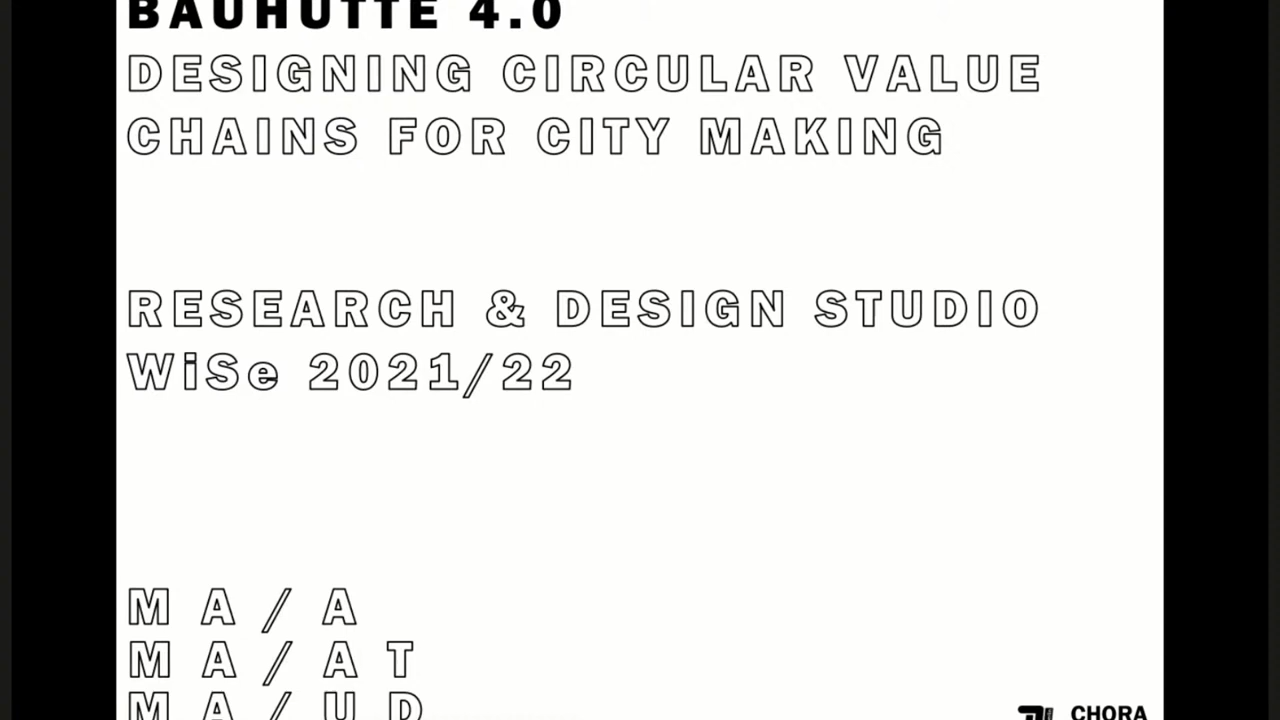 BAUHÜTTE 4.0
DESIGNING CIRCULAR VALUE
CHAINS FOR CITY MAKING
RESEARCH & DESIGN STUDIO
WiSe 2021/22
M A / A
M A / A T
M A / U D
CHORA